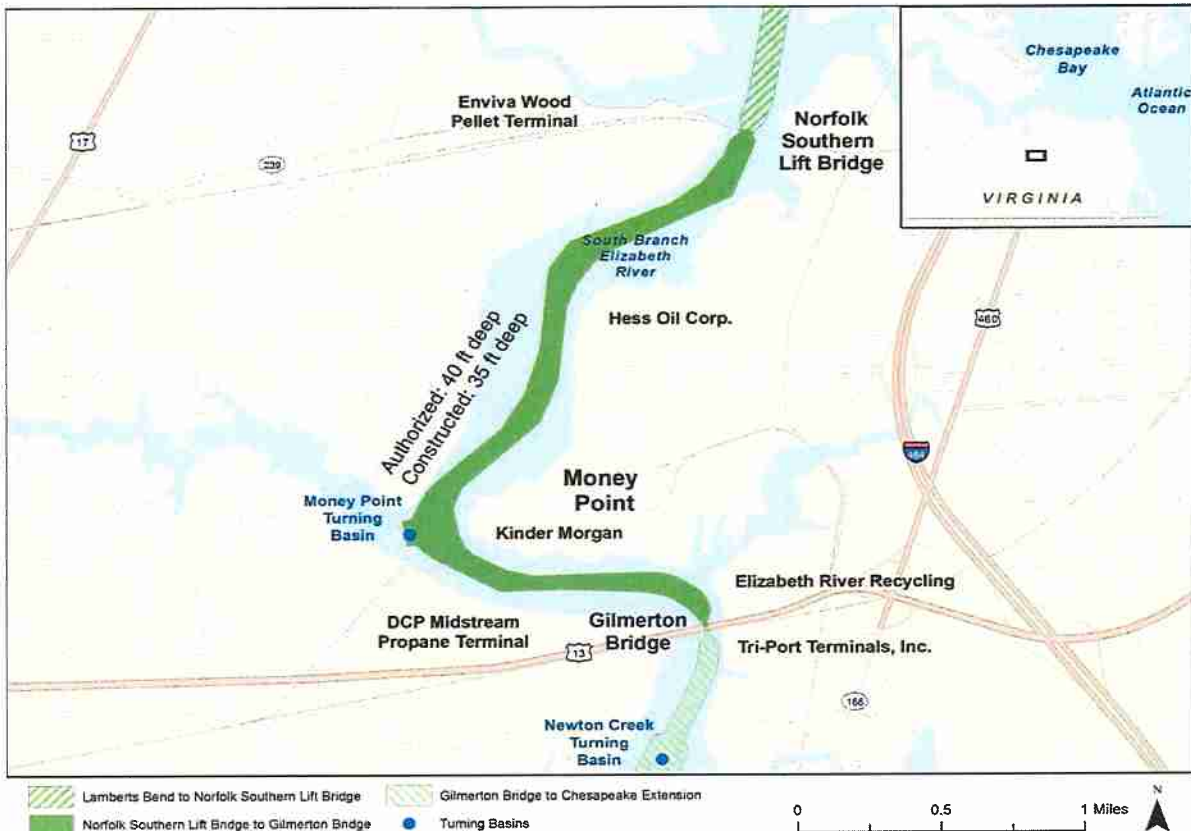 Chesapeake
Bay
Atlantic
Ocean
VIRGINIA
Enviva Wood
Pellet Terminal
Norfolk
Southern
Lift Bridge
17
239
South Branch
Elizabeth
River
Hess Oil Corp.
460
Authorized: 40 ft deep
Constructed: 35 ft deep
464
Money
Point
Money Point
Turning
Basin
Kinder Morgan
Elizabeth River Recycling
DCP Midstream
Propane Terminal
Gilmerton
Bridge
13
Tri-Port Terminals, Inc.
166
Newton Creek
Turning
Basin
Lamberts Bend to Norfolk Southern Lift Bridge
Gilmerton Bridge to Chesapeake Extension
Norfolk Southern Lift Bridge to Gilmerton Bridge
Turning Basins
0 0.5 1 Miles
N